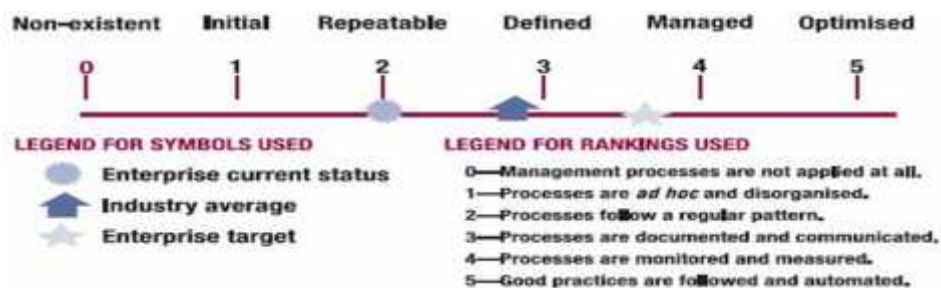 Non-existent Initial Repeatable Defined Managed Optimised
0 1 2 3 4 5
LEGEND FOR SYMBOLS USED
Enterprise current status
Industry average
Enterprise target
LEGEND FOR RANKINGS USED
0—Management processes are not applied at all.
1—Processes are ad hoc and disorganised.
2—Processes follow a regular pattern.
3—Processes are documented and communicated.
4—Processes are monitored and measured.
5—Good practices are followed and automated.